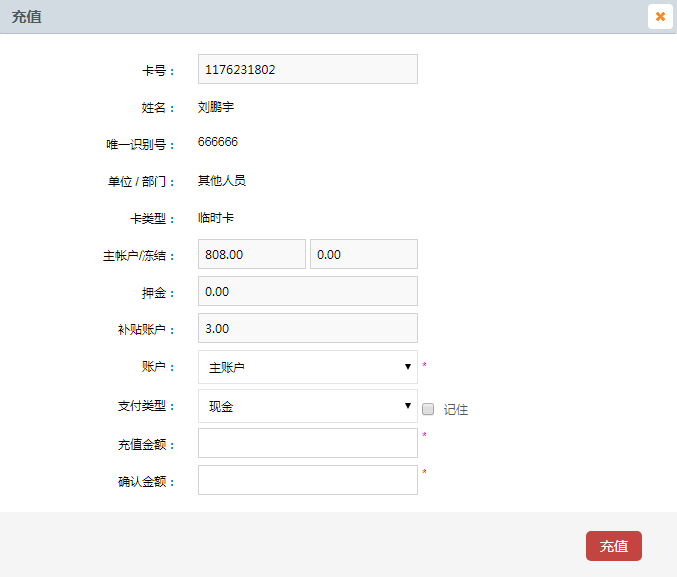 充值
卡号： 1176231802
姓名： 刘鹏宇
唯一识别号： 666666
单位 / 部门： 其他人员
卡类型： 临时卡
主帐户/冻结： 808.00 0.00
押金： 0.00
补贴账户： 3.00
账户： 主账户 *
支付类型： 现金 记住
充值金额： *
确认金额： *
充值